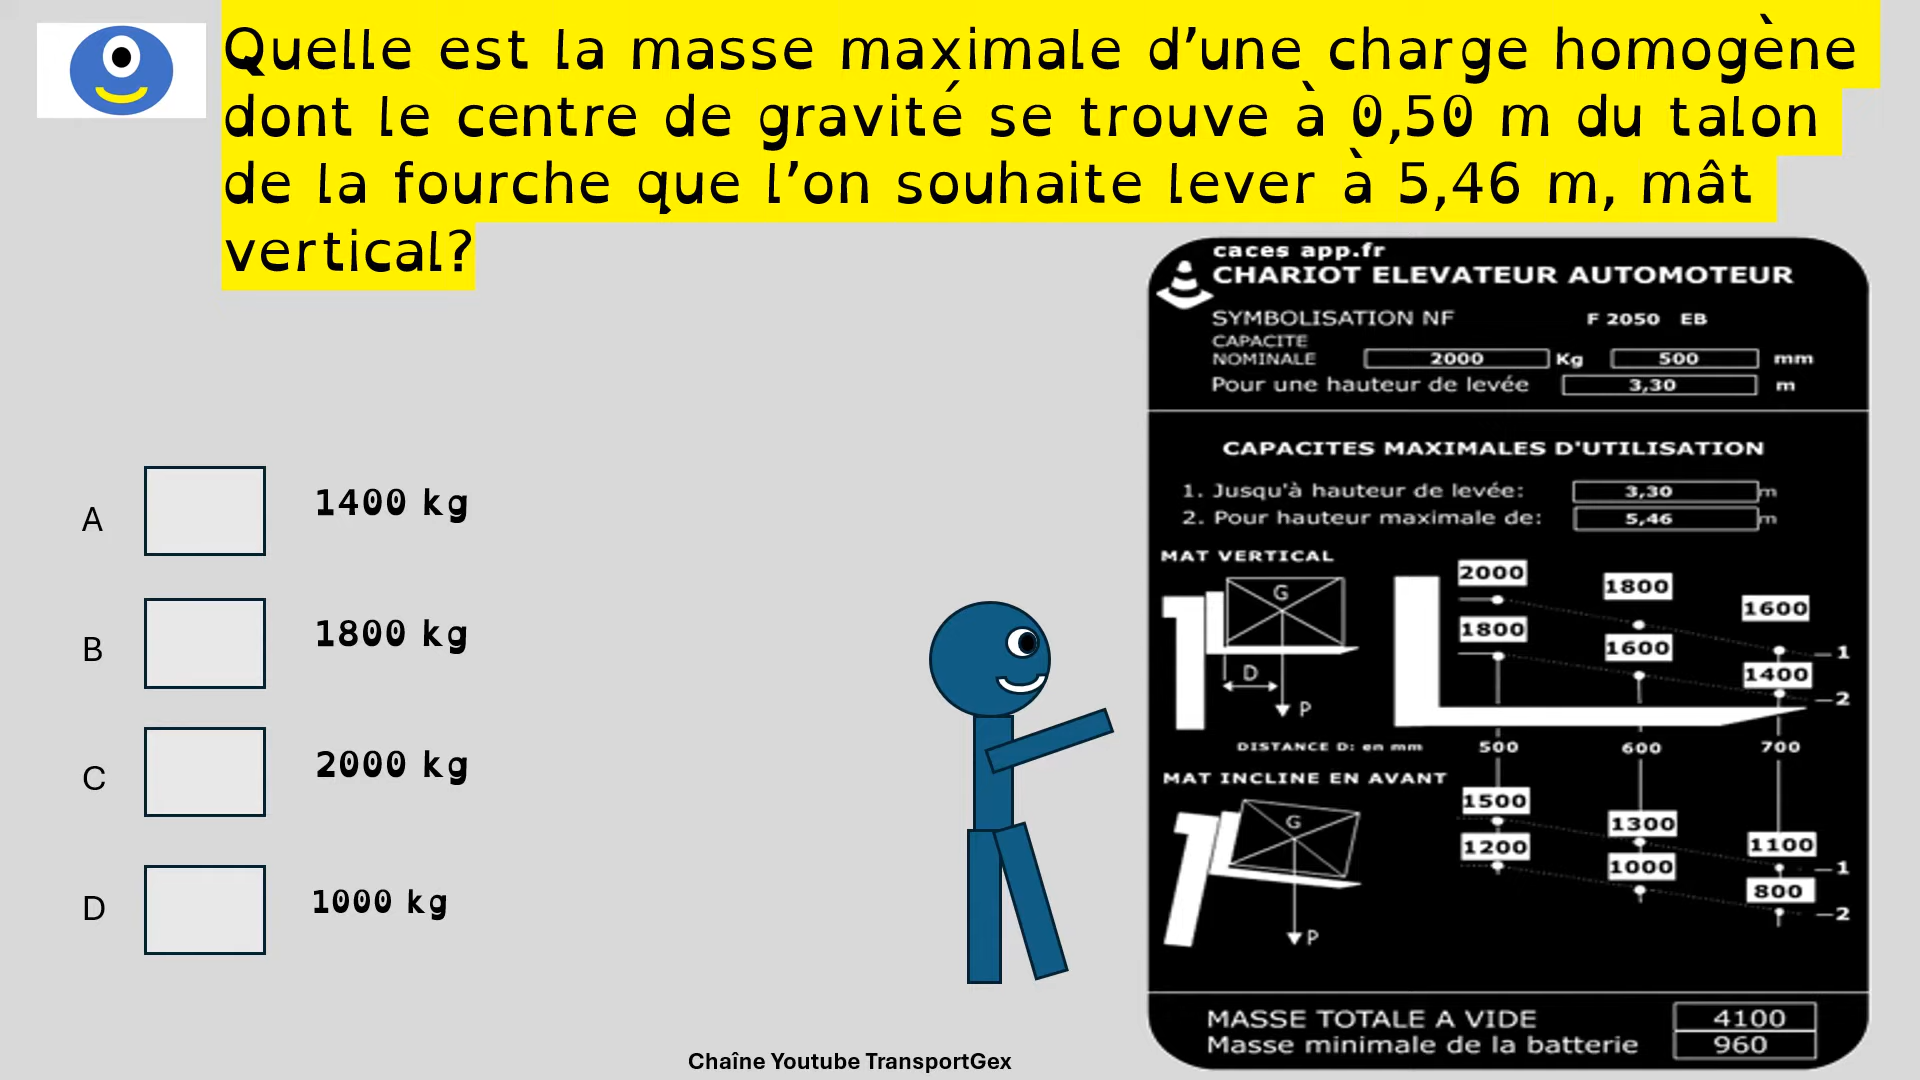 Quelle est la masse maximale d’une charge homogène
dont le centre de gravité se trouve à 0,50 m du talon
de la fourche que l’on souhaite lever à 5,46 m, mât
vertical?
A
1400 kg
B
1800 kg
C
2000 kg
D
1000 kg
caces app.fr
CHARIOT ELEVATEUR AUTOMOTEUR
SYMBOLISATION NF F 2050 EB
CAPACITE
NOMINALE 2000 Kg 500 mm
Pour une hauteur de levée 3,30 m
CAPACITES MAXIMALES D'UTILISATION
1. Jusqu'à hauteur de levée: 3,30 m
2. Pour hauteur maximale de: 5,46 m
MAT VERTICAL
G
D
P
2000 1800 1600 1
1800 1600 1400 2
DISTANCE D: en mm 500 600 700
MAT INCLINE EN AVANT
G
P
1500 1300 1100 1
1200 1000 800 2
MASSE TOTALE A VIDE 4100
Masse minimale de la batterie 960
Chaîne Youtube TransportGex